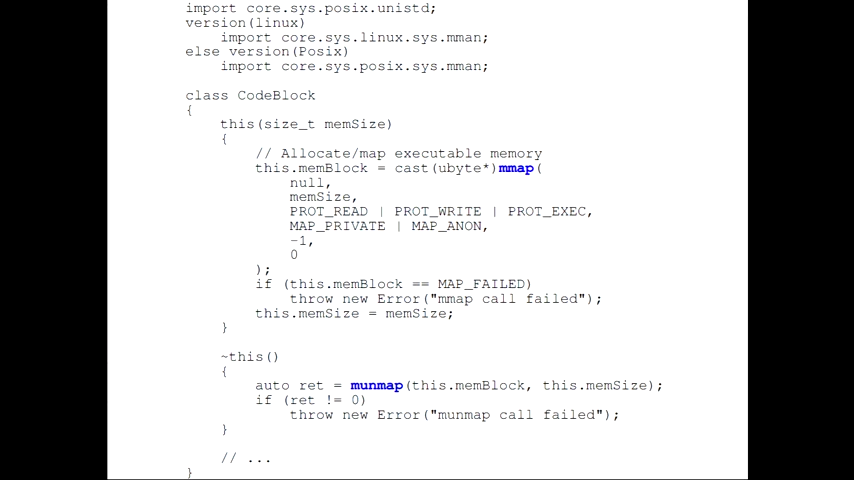 import core.sys.posix.unistd;
version(linux)
    import core.sys.linux.sys.mman;
else version(Posix)
    import core.sys.posix.sys.mman;

class CodeBlock
{
    this(size_t memSize)
    {
        // Allocate/map executable memory
        this.memBlock = cast(ubyte*)mmap(
            null,
            memSize,
            PROT_READ | PROT_WRITE | PROT_EXEC,
            MAP_PRIVATE | MAP_ANON,
            -1,
            0
        );
        if (this.memBlock == MAP_FAILED)
            throw new Error("mmap call failed");
        this.memSize = memSize;
    }

    ~this()
    {
        auto ret = munmap(this.memBlock, this.memSize);
        if (ret != 0)
            throw new Error("munmap call failed");
    }

    // ...
}